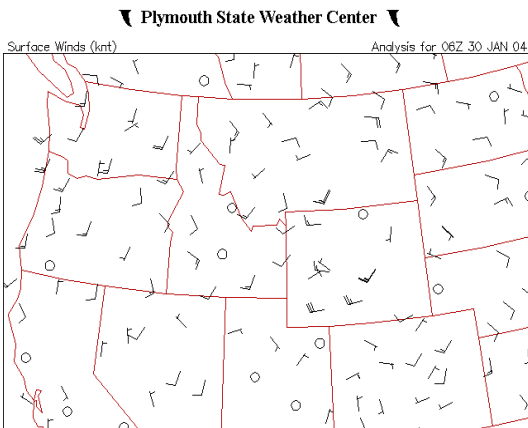 Plymouth State Weather Center
Surface Winds (knt) Analysis for 06Z 30 JAN 04